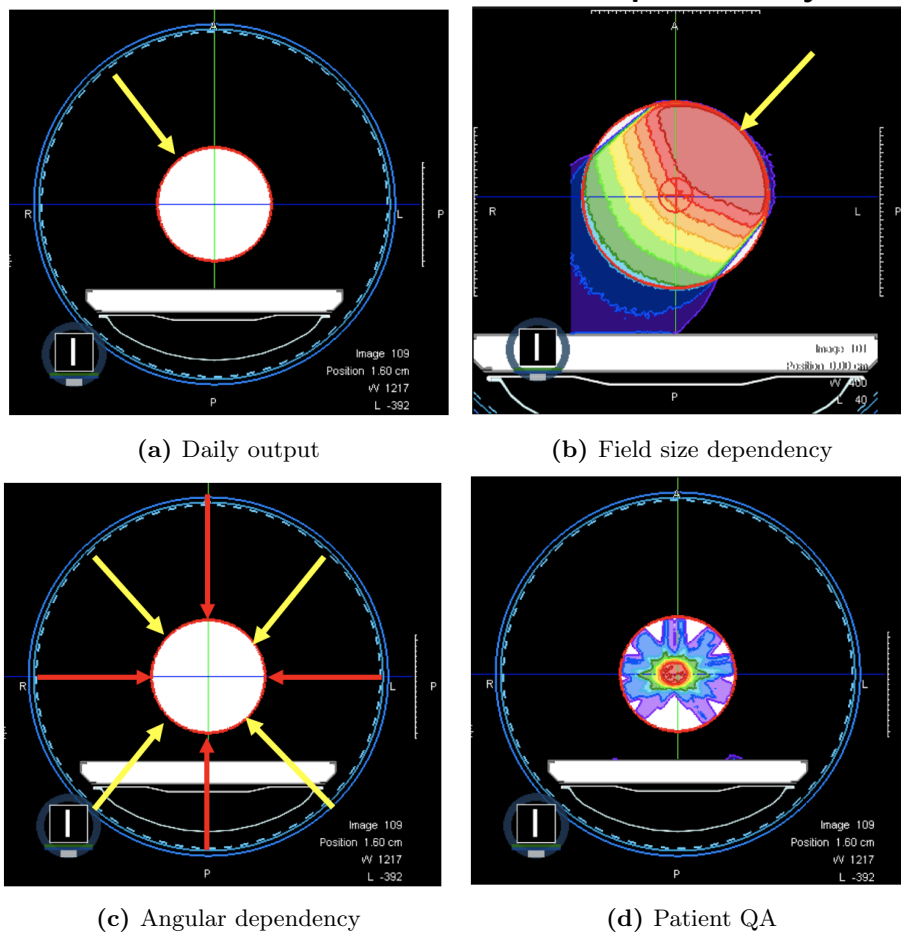 A
R
L
P
Image 109
Position 1.60 cm
W 1217
P
L -392
(a) Daily output
A
R
L
P
Image 101
Position 0.00 cm
W 400
P
L 40
(b) Field size dependency
A
R
L
P
Image 109
Position 1.60 cm
W 1217
P
L -392
(c) Angular dependency
A
R
L
P
Image 109
Position 1.60 cm
W 1217
P
L -392
(d) Patient QA